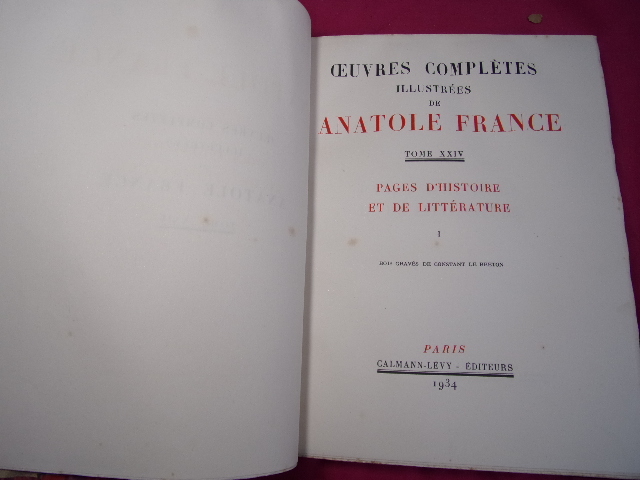 ŒUVRES COMPLÈTES
ILLUSTRÉES
DE
ANATOLE FRANCE
TOME XXIV
PAGES D'HISTOIRE
ET DE LITTÉRATURE
I
BOIS GRAVÉS DE CONSTANT LE BRETON
PARIS
CALMANN-LEVY - ÉDITEURS
1934